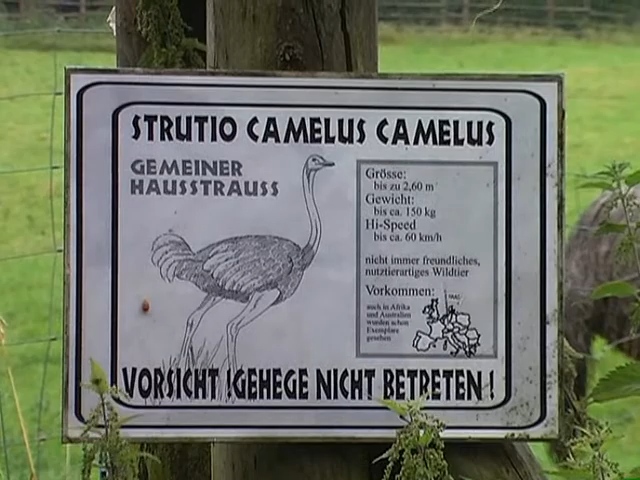 STRUTIO CAMELUS CAMELUS
GEMEINER
HAUSSTRAUSS
Grösse:
bis zu 2,60 m
Gewicht:
bis ca. 150 kg
Hi-Speed
bis ca. 60 km/h
nicht immer freundliches,
nutztierartiges Wildtier
Vorkommen:
auch in Afrika
und Australien
wurden schon
Exemplare
gesehen
VORSICHT !GEHEGE NICHT BETRETEN !